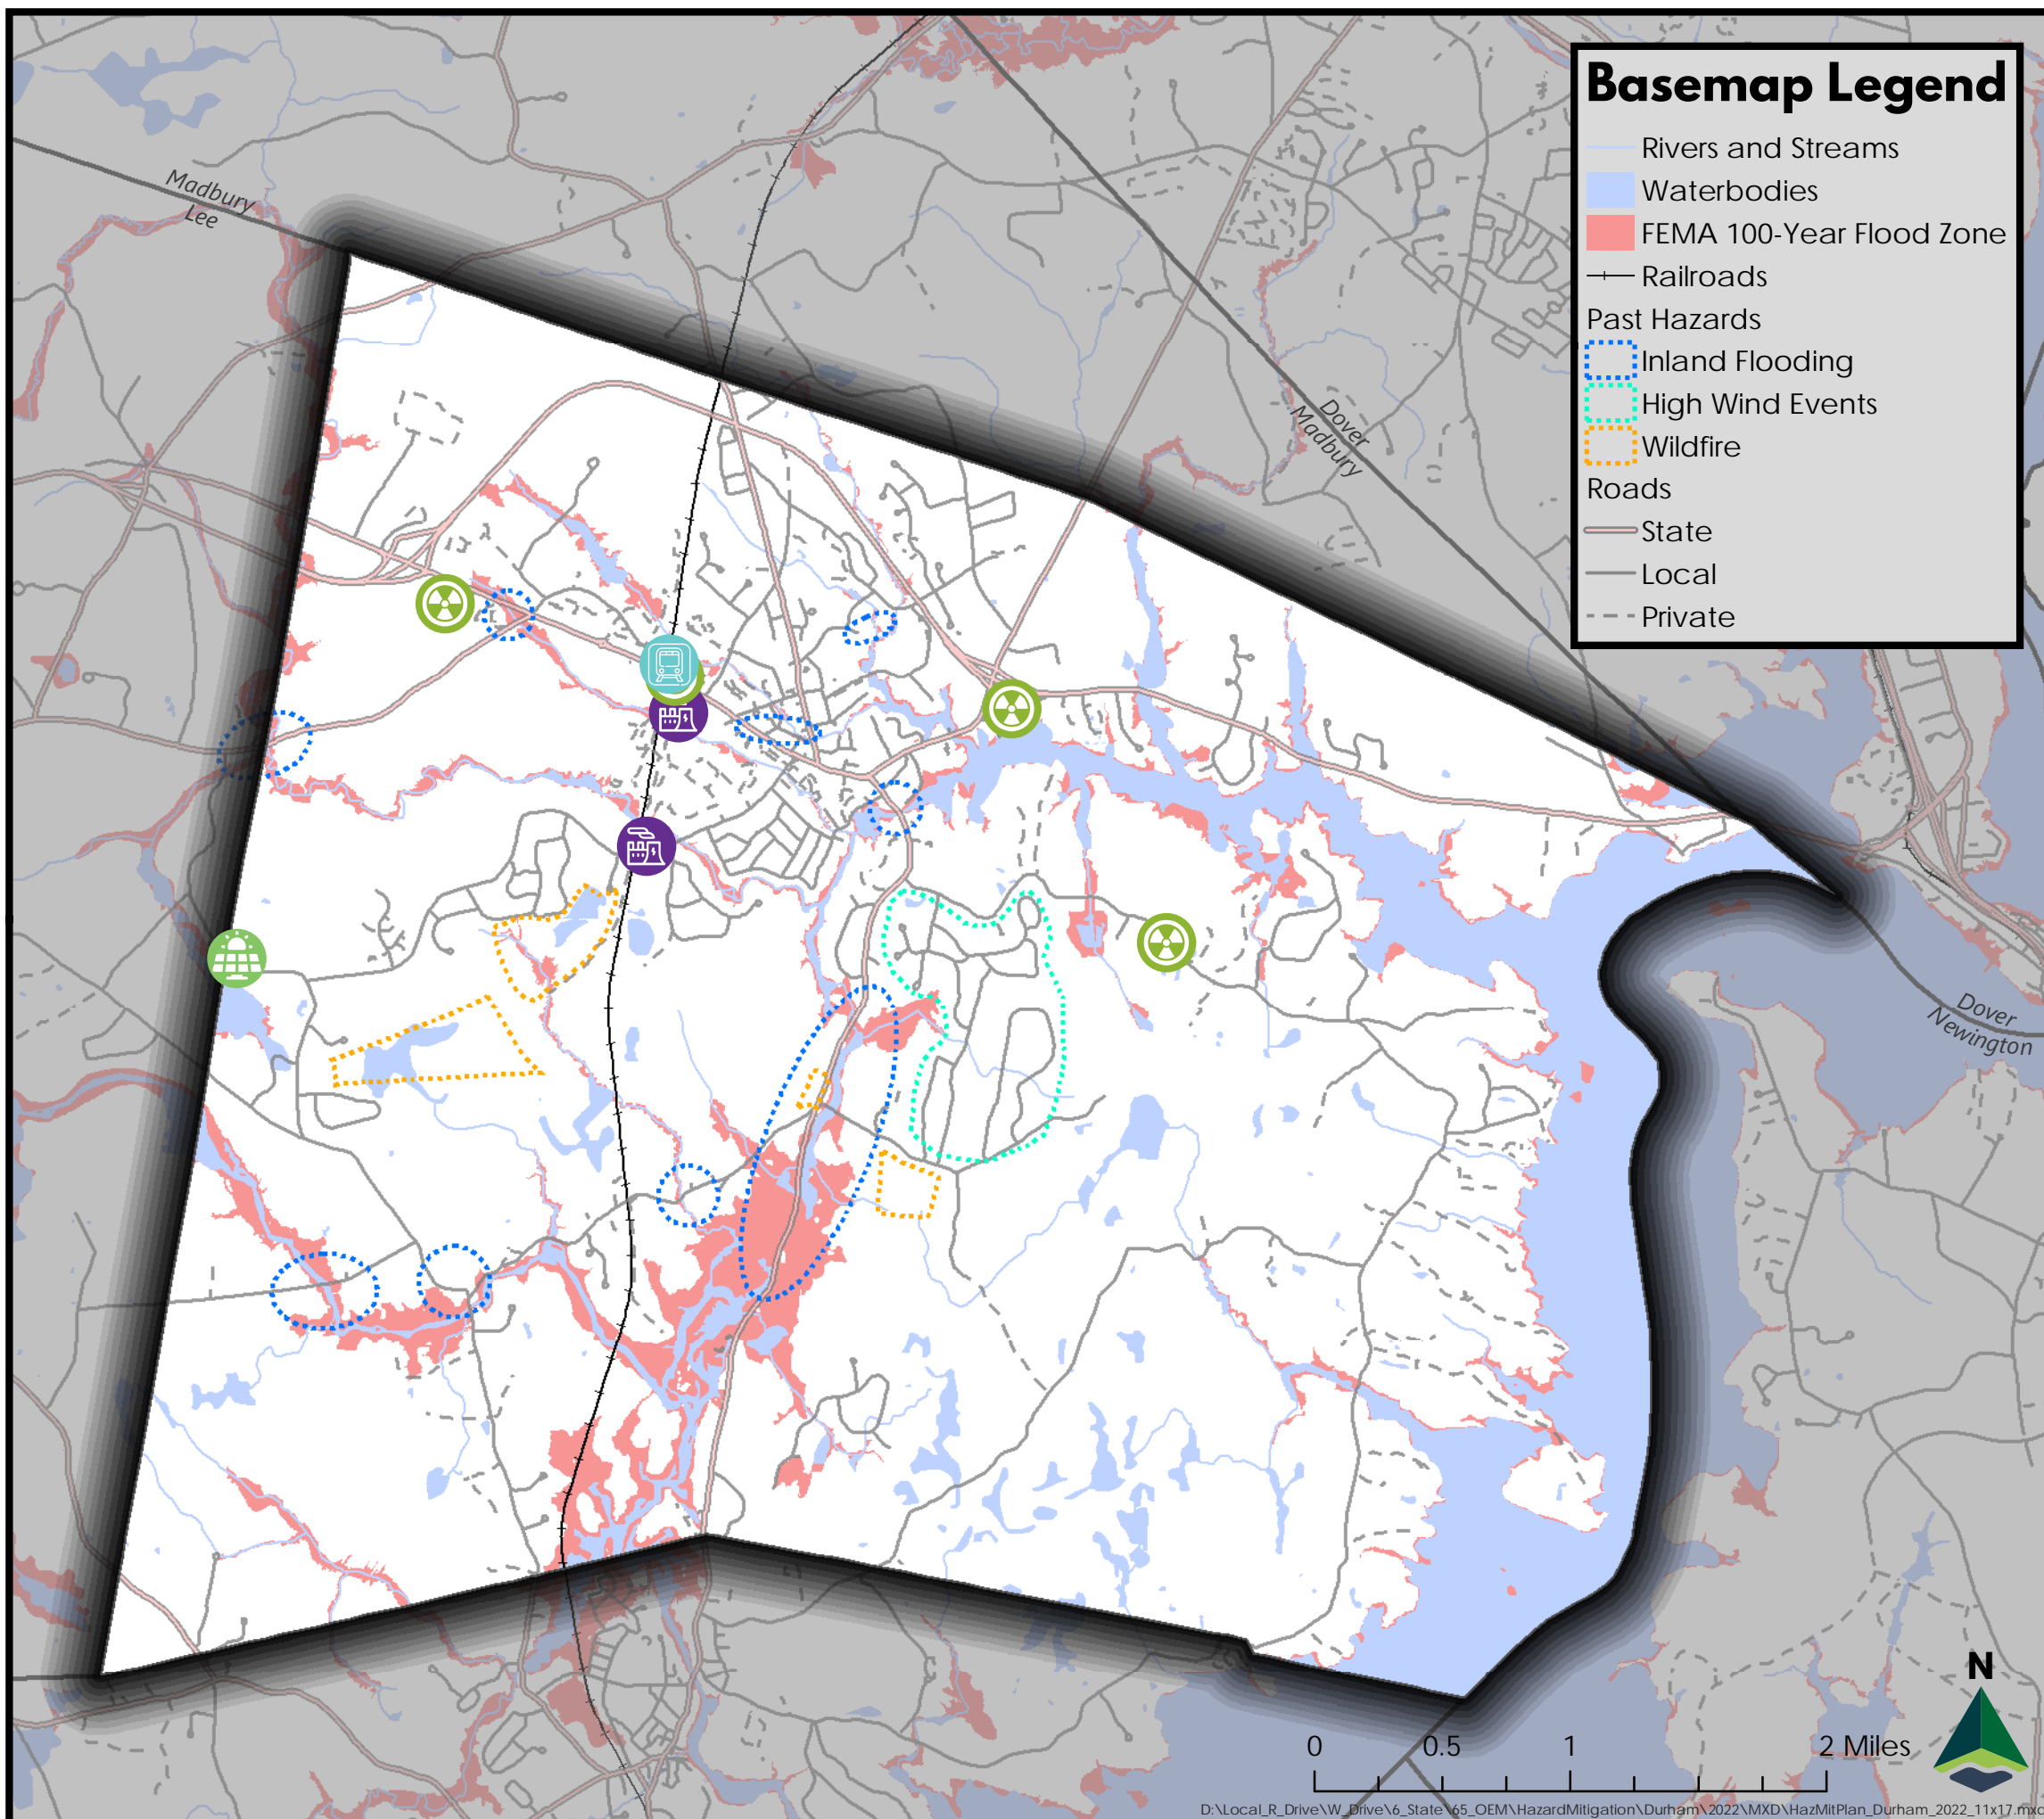 Basemap Legend
Rivers and Streams
Waterbodies
FEMA 100-Year Flood Zone
Railroads
Past Hazards
Inland Flooding
High Wind Events
Wildfire
Roads
State
Local
Private
Madbury
Lee
Dover
Madbury
Dover
Newington
N
0 0.5 1 2 Miles
D:\Local_R_Drive\W_Drive\6_State\65_OEM\HazardMitigation\Durham\2022\MXD\HazMitPlan_Durham_2022_11x17.mxd